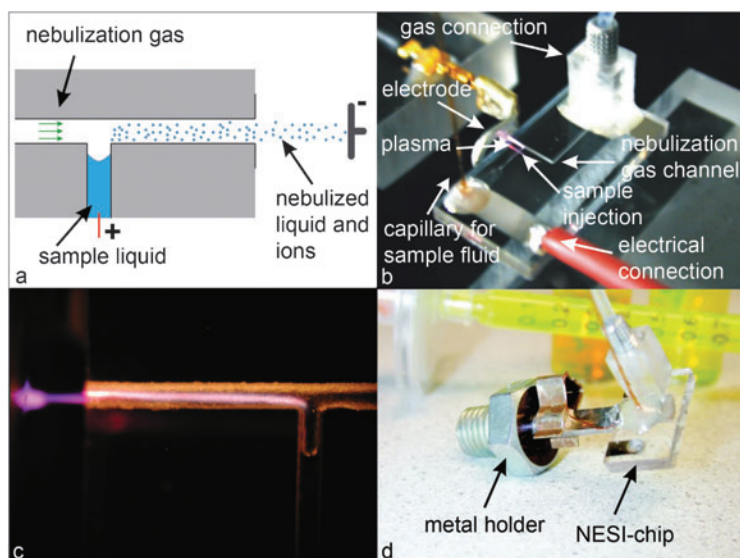 nebulization gas
-
+
sample liquid
nebulized
liquid and
ions
a
gas connection
electrode
plasma
nebulization
gas channel
sample
injection
capillary for
sample fluid
electrical
connection
b
c
metal holder
NESI-chip
d